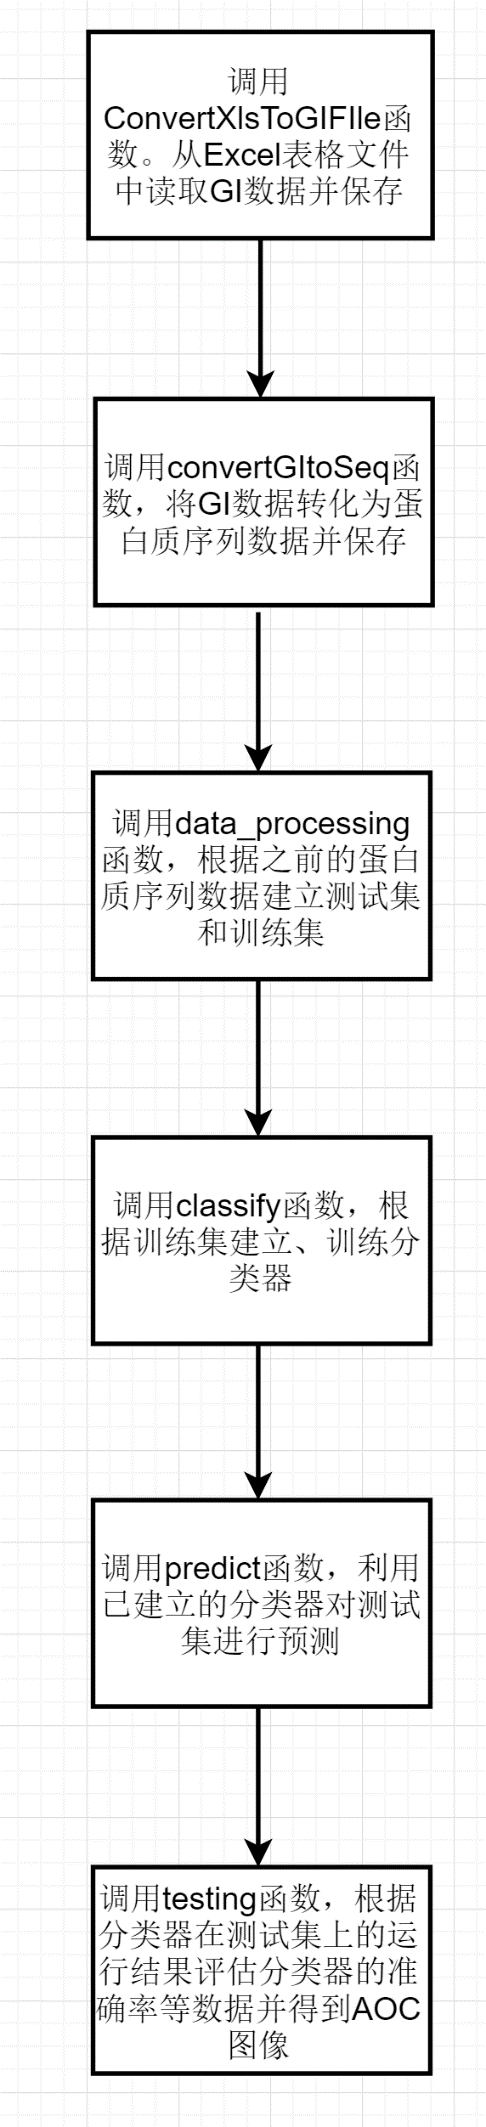 调用
ConvertXlsToGIFIle函
数。从Excel表格文件
中读取GI数据并保存
调用convertGItoSeq函
数，将GI数据转化为蛋
白质序列数据并保存
调用data_processing
函数，根据之前的蛋白
质序列数据建立测试集
和训练集
调用classify函数，根
据训练集建立、训练分
类器
调用predict函数，利用
已建立的分类器对测试
集进行预测
调用testing函数，根据
分类器在测试集上的运
行结果评估分类器的准
确率等数据并得到AOC
图像